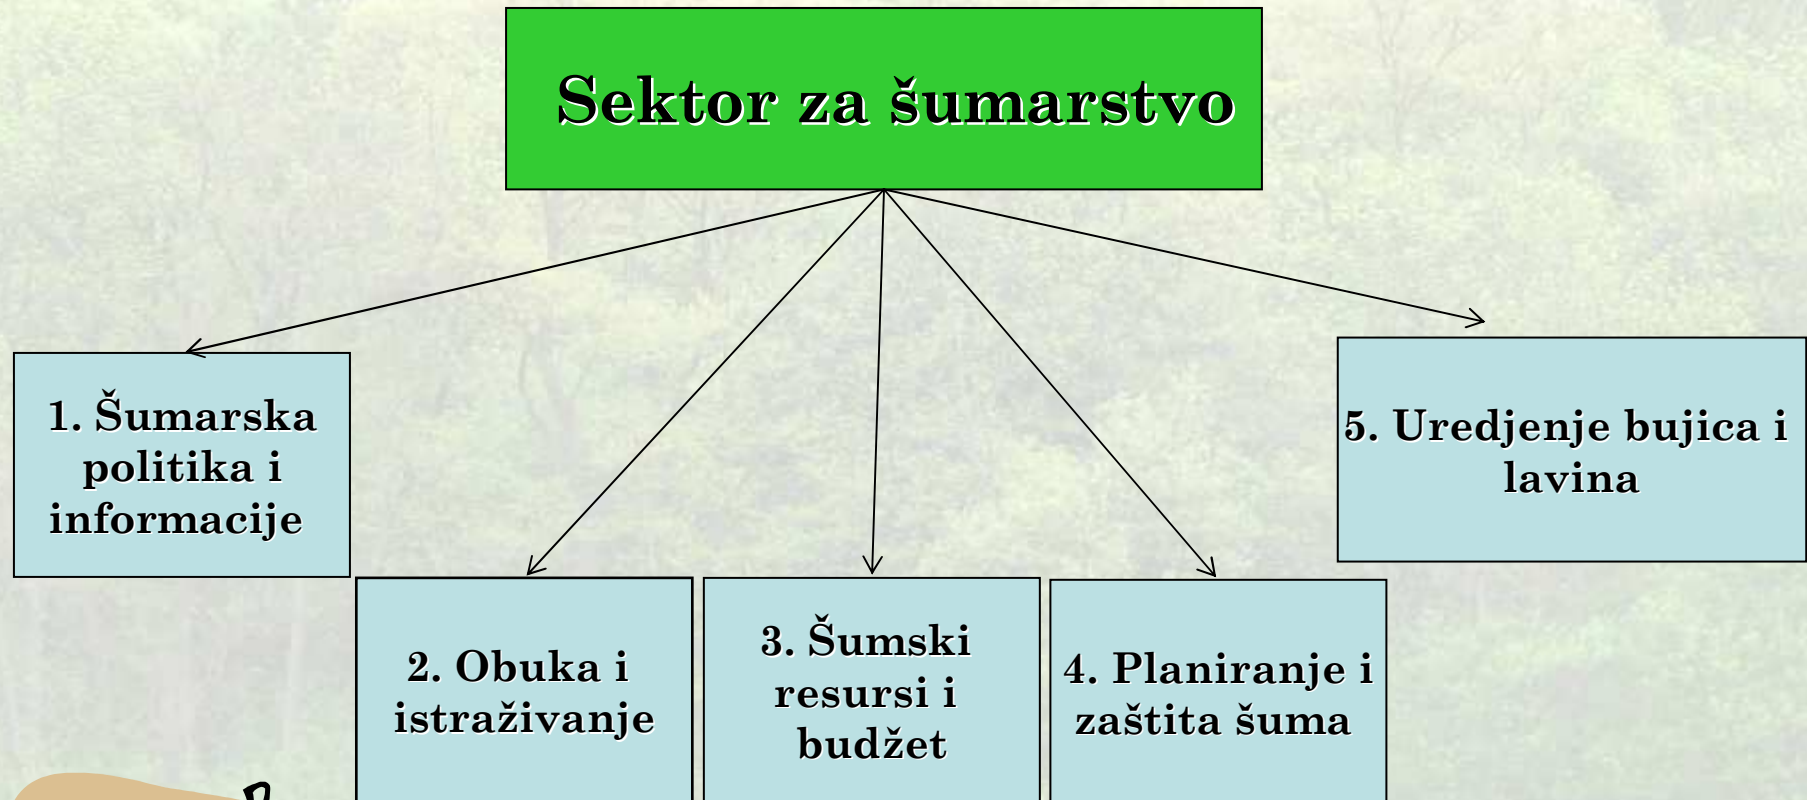 Sektor za šumarstvo
1. Šumarska
politika i
informacije
2. Obuka i
istraživanje
3. Šumski
resursi i
budžet
4. Planiranje i
zaštita šuma
5. Uredjenje bujica i
lavina